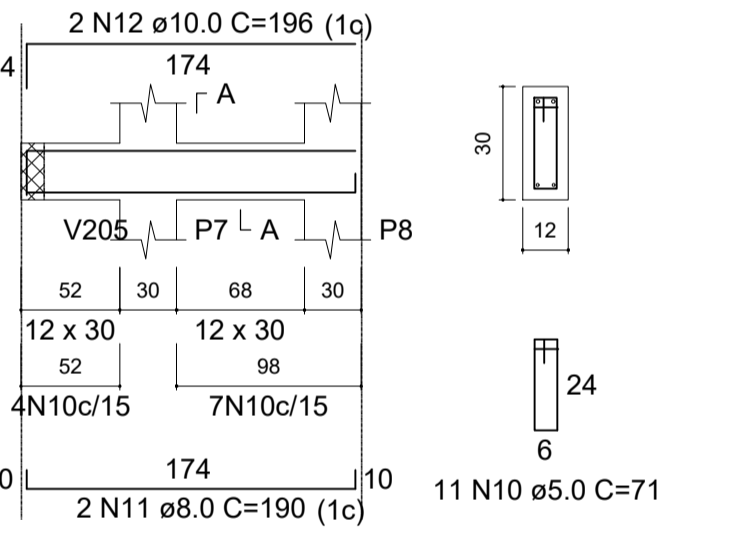 2 N12 ø10.0 C=196 (1c)
4
174
A
30
V205
P7
A
P8
12
52
30
68
30
12 x 30
12 x 30
52
98
4N10c/15
7N10c/15
24
6
0
174
10
11 N10 ø5.0 C=71
2 N11 ø8.0 C=190 (1c)